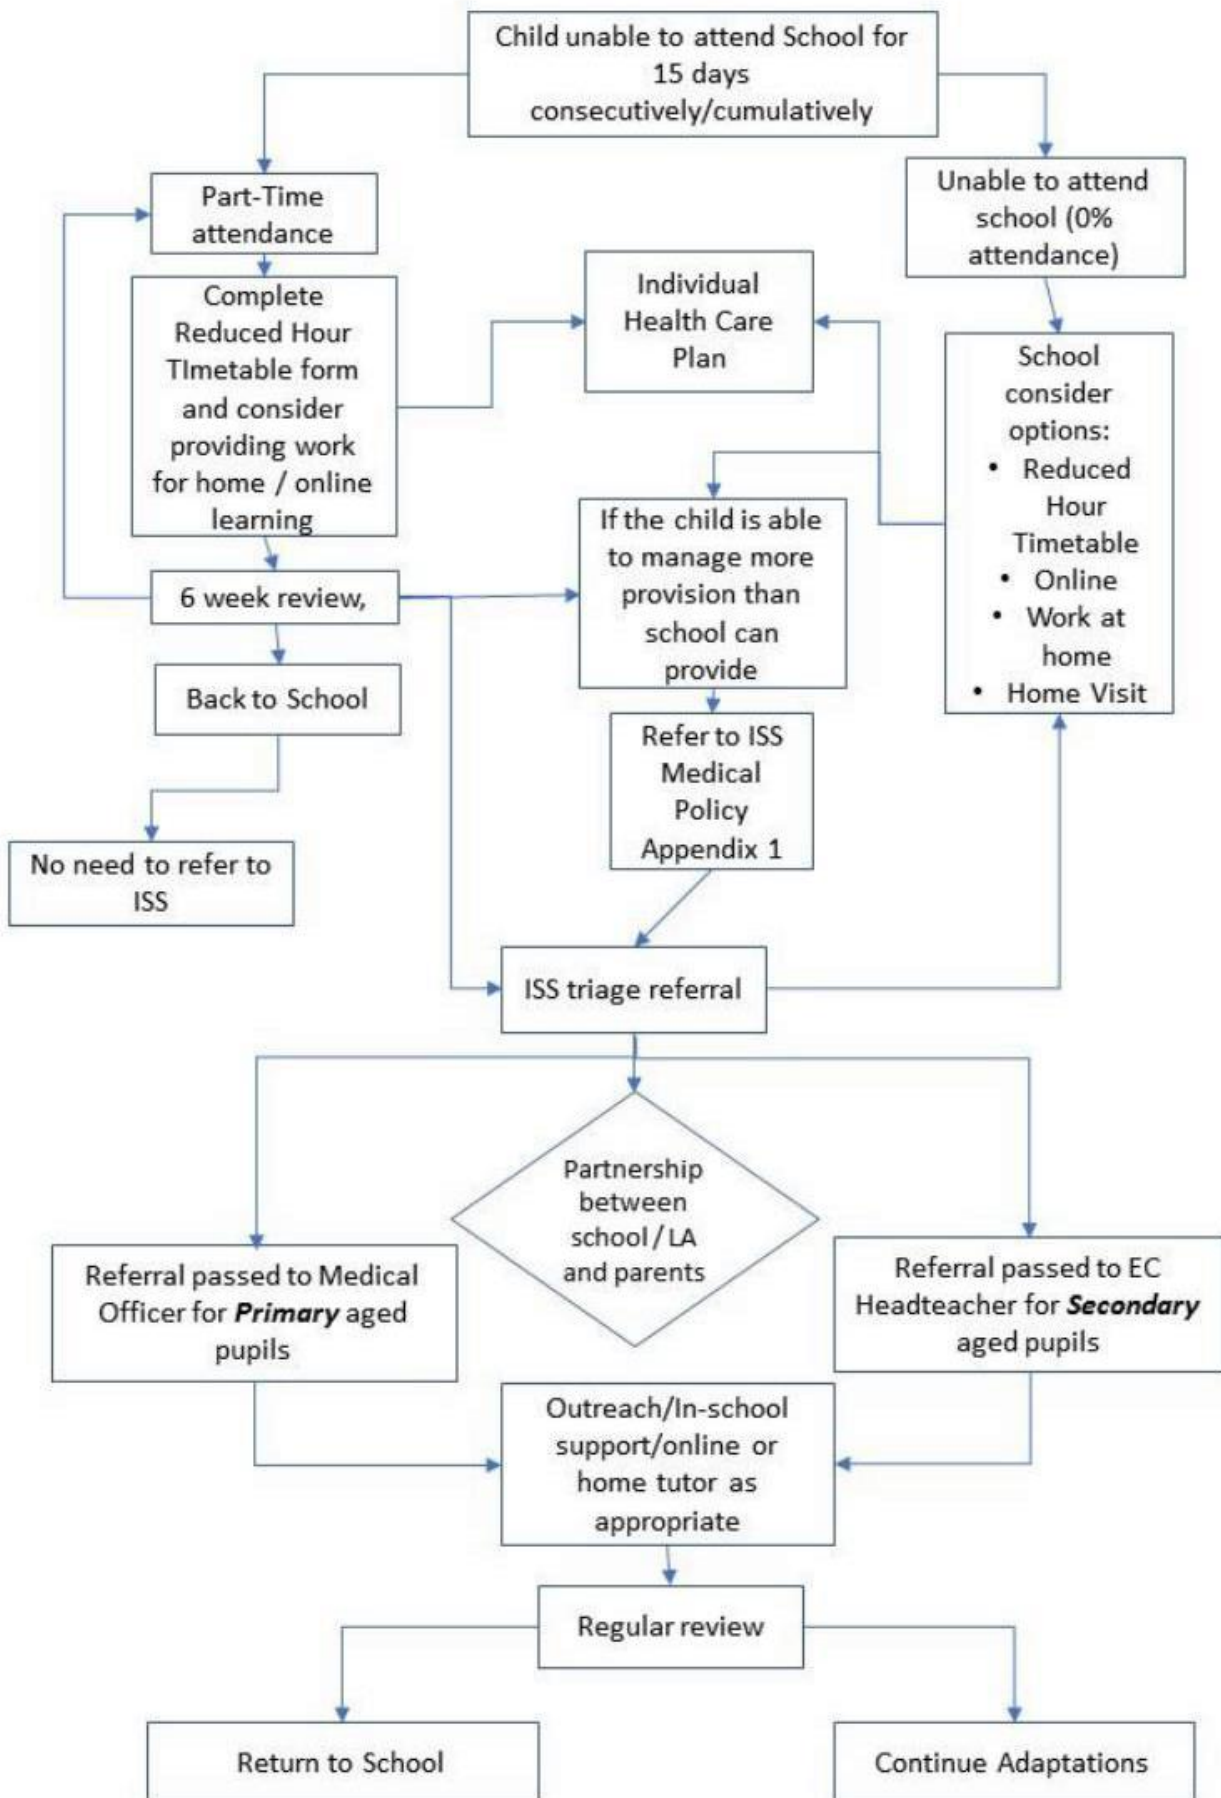 Child unable to attend School for
15 days
consecutively/cumulatively
Part-Time
attendance
Unable to attend
school (0%
attendance)
Complete
Reduced Hour
TImetable form
and consider
providing work
for home / online
learning
Individual
Health Care
Plan
School
consider
options:
• Reduced
Hour
Timetable
• Online
• Work at
home
• Home Visit
If the child is able
to manage more
provision than
school can
provide
6 week review,
Back to School
Refer to ISS
Medical
Policy
Appendix 1
No need to refer to
ISS
ISS triage referral
Partnership
between
school / LA
and parents
Referral passed to Medical
Officer for Primary aged
pupils
Referral passed to EC
Headteacher for Secondary
aged pupils
Outreach/In-school
support/online or
home tutor as
appropriate
Regular review
Return to School
Continue Adaptations